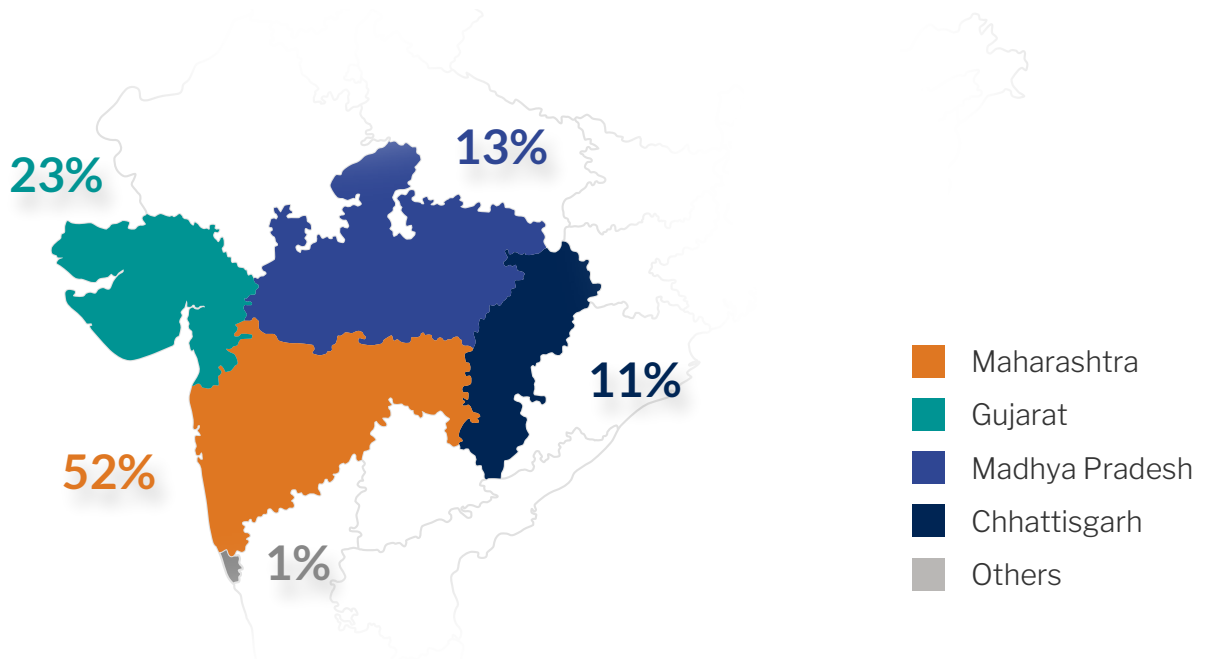 13%
23%
11%
52%
1%
Maharashtra
Gujarat
Madhya Pradesh
Chhattisgarh
Others